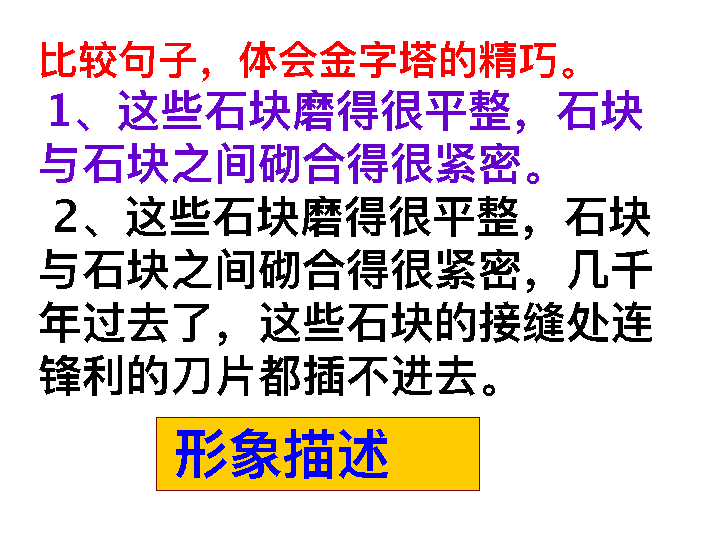 比较句子，体会金字塔的精巧。
1、这些石块磨得很平整，石块
与石块之间砌合得很紧密。
2、这些石块磨得很平整，石块
与石块之间砌合得很紧密，几千
年过去了，这些石块的接缝处连
锋利的刀片都插不进去。
形象描述